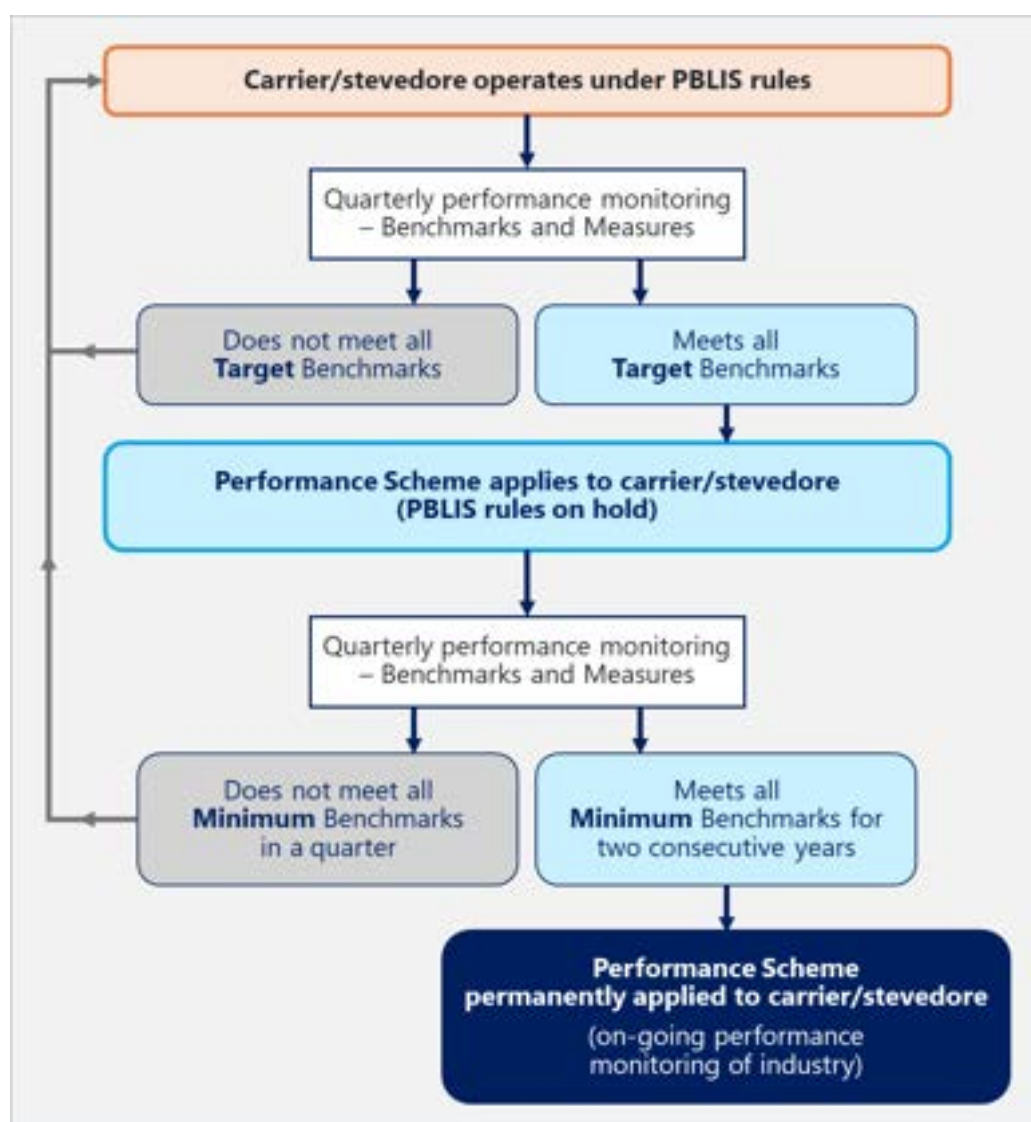 Carrier/stevedore operates under PBLIS rules
Quarterly performance monitoring
– Benchmarks and Measures
Does not meet all
Target Benchmarks
Meets all
Target Benchmarks
Performance Scheme applies to carrier/stevedore
(PBLIS rules on hold)
Quarterly performance monitoring
– Benchmarks and Measures
Does not meet all
Minimum Benchmarks
in a quarter
Meets all
Minimum Benchmarks for
two consecutive years
Performance Scheme
permanently applied to carrier/stevedore
(on-going performance
monitoring of industry)